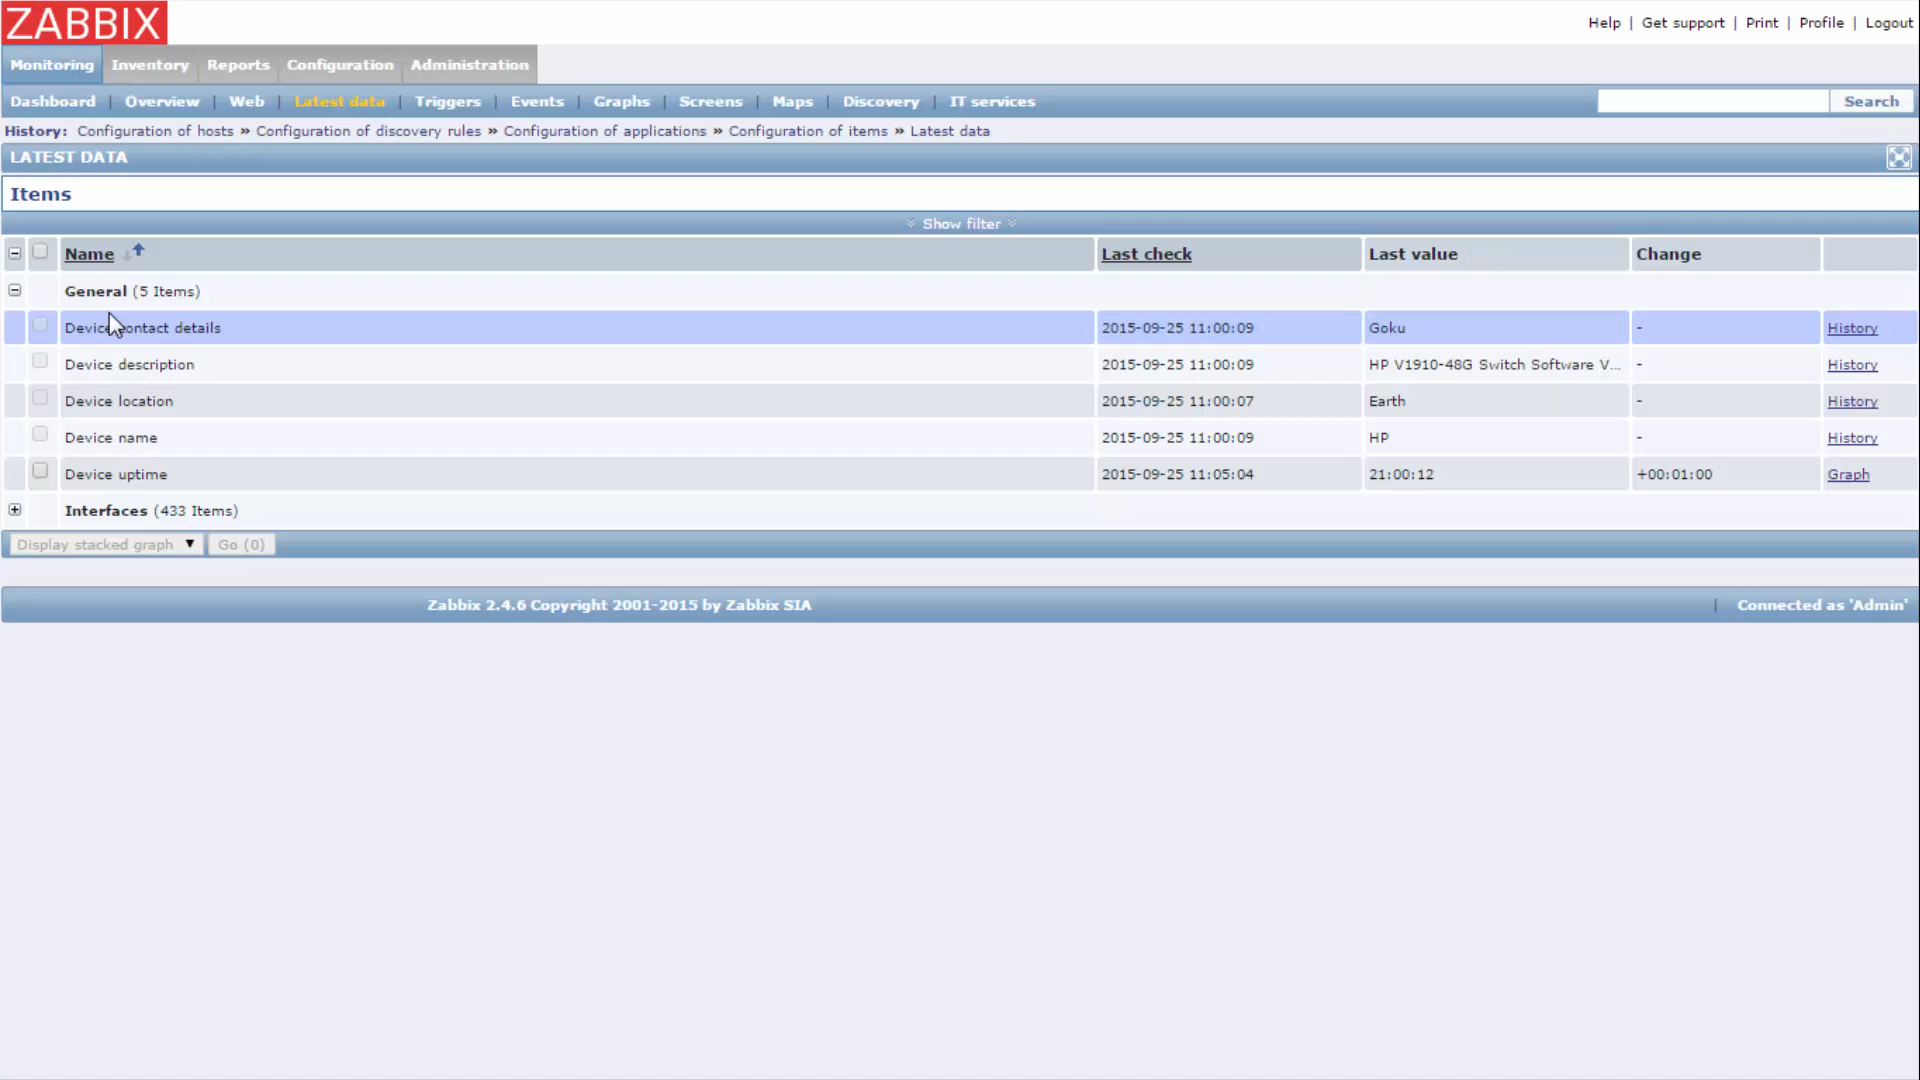 ZABBIX
Help | Get support | Print | Profile | Logout
Monitoring Inventory Reports Configuration Administration
Dashboard | Overview | Web | Latest data | Triggers | Events | Graphs | Screens | Maps | Discovery | IT services Search
History: Configuration of hosts » Configuration of discovery rules » Configuration of applications » Configuration of items » Latest data
LATEST DATA
Items
Show filter
Name Last check Last value Change
General (5 Items)
Device contact details 2015-09-25 11:00:09 Goku - History
Device description 2015-09-25 11:00:09 HP V1910-48G Switch Software V... - History
Device location 2015-09-25 11:00:07 Earth - History
Device name 2015-09-25 11:00:09 HP - History
Device uptime 2015-09-25 11:05:04 21:00:12 +00:01:00 Graph
Interfaces (433 Items)
Display stacked graph Go (0)
Zabbix 2.4.6 Copyright 2001-2015 by Zabbix SIA | Connected as 'Admin'